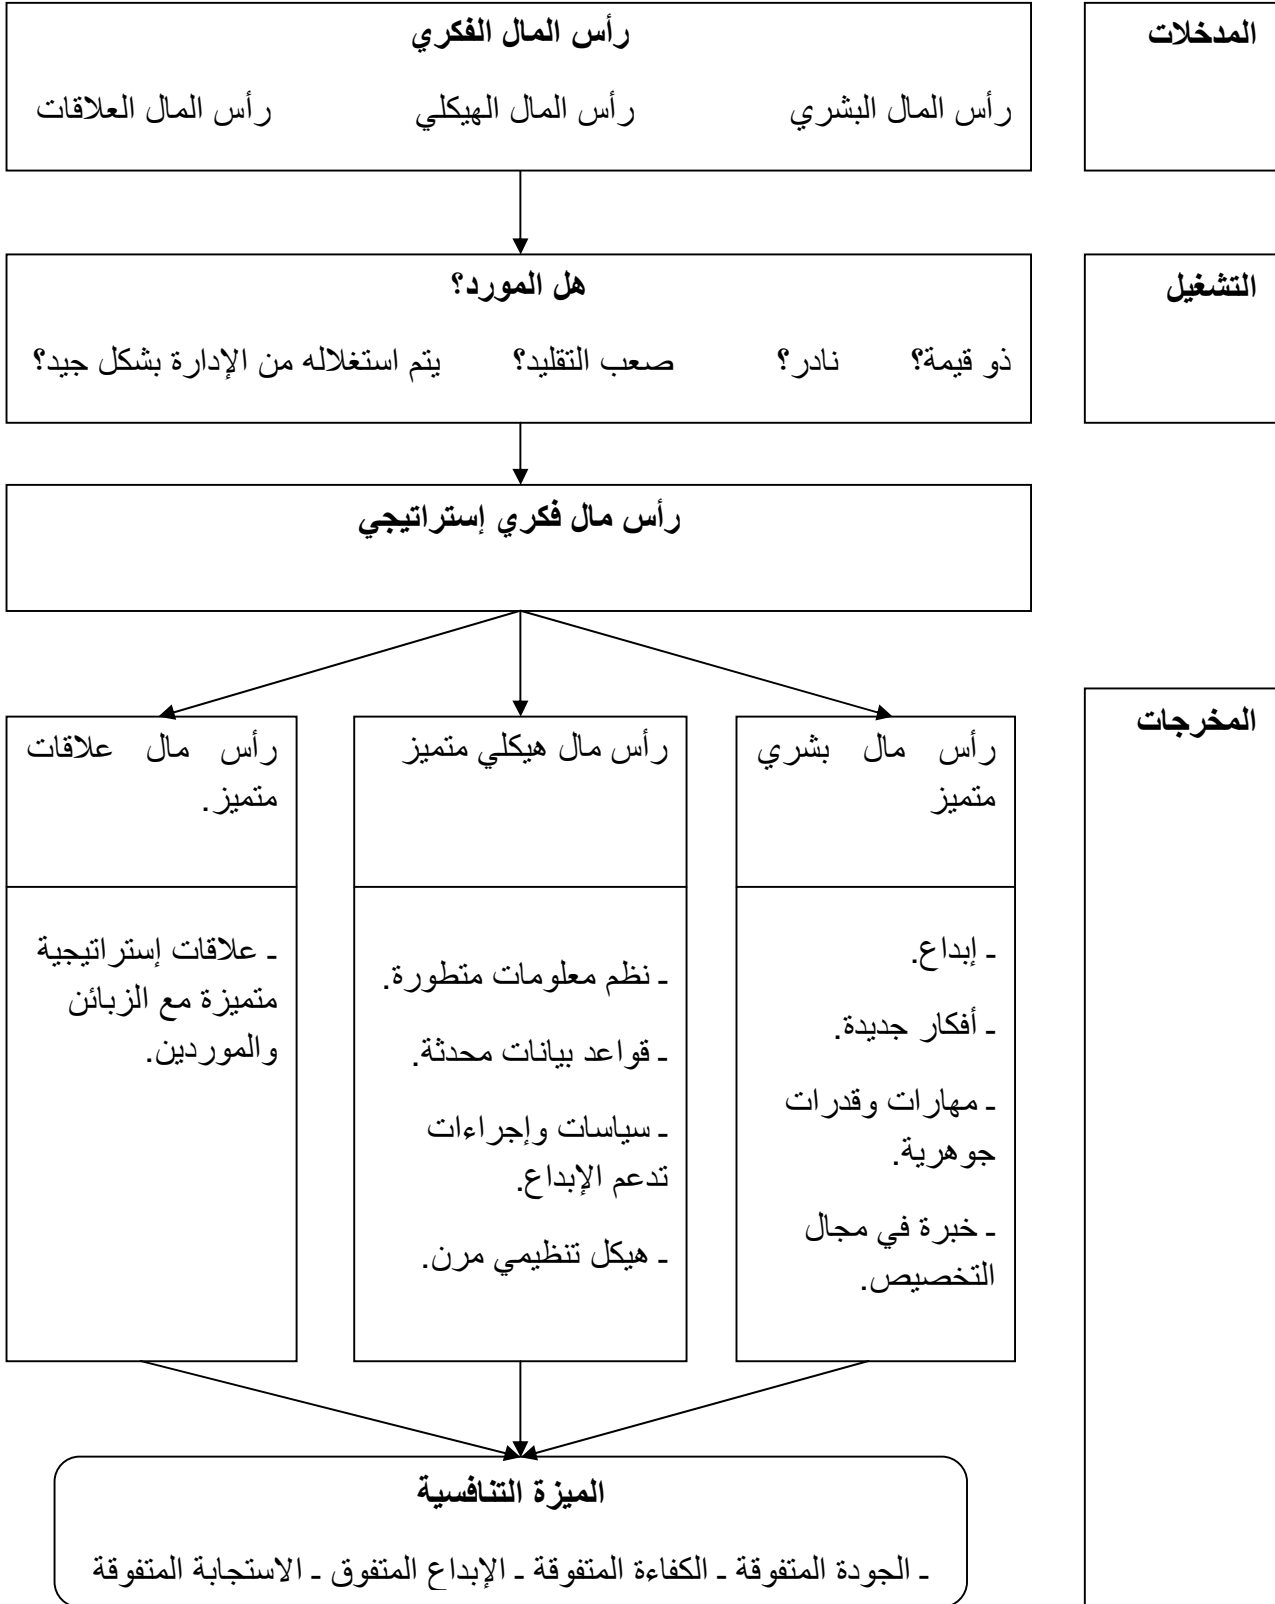 المدخلات
رأس المال الفكري
رأس المال البشري رأس المال الهيكلي رأس المال العلاقات
التشغيل
هل المورد؟
ذو قيمة؟ نادر؟ صعب التقليد؟ يتم استغلاله من الإدارة بشكل جيد؟
رأس مال فكري إستراتيجي
المخرجات
رأس مال بشري
متميز
ـ إبداع.
ـ أفكار جديدة.
ـ مهارات وقدرات
جوهرية.
ـ خبرة في مجال
التخصيص.
رأس مال هيكلي متميز
ـ نظم معلومات متطورة.
ـ قواعد بيانات محدثة.
ـ سياسات وإجراءات
تدعم الإبداع.
ـ هيكل تنظيمي مرن.
رأس مال علاقات
متميز.
ـ علاقات إستراتيجية
متميزة مع الزبائن
والموردين.
الميزة التنافسية
ـ الجودة المتفوقة ـ الكفاءة المتفوقة ـ الإبداع المتفوق ـ الاستجابة المتفوقة